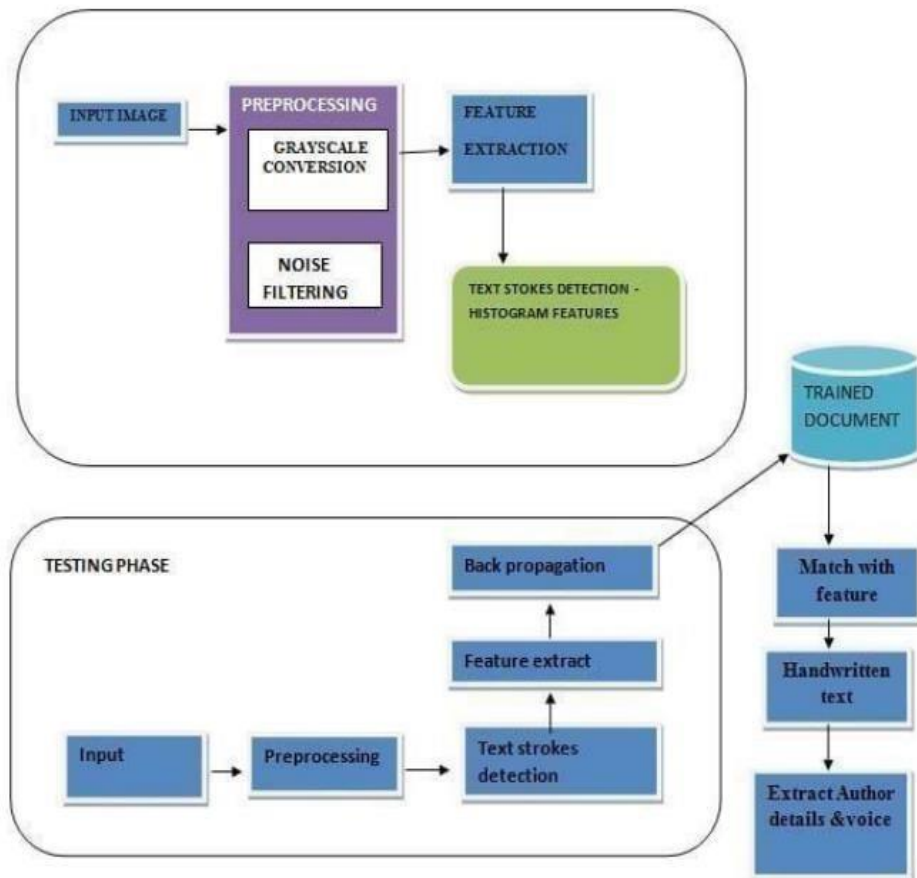 INPUT IMAGE
PREPROCESSING
GRAYSCALE
CONVERSION
NOISE
FILTERING
FEATURE
EXTRACTION
TEXT STOKES DETECTION -
HISTOGRAM FEATURES
TRAINED
DOCUMENT
TESTING PHASE
Input
Preprocessing
Text strokes
detection
Feature extract
Back propagation
Match with
feature
Handwritten
text
Extract Author
details &voice